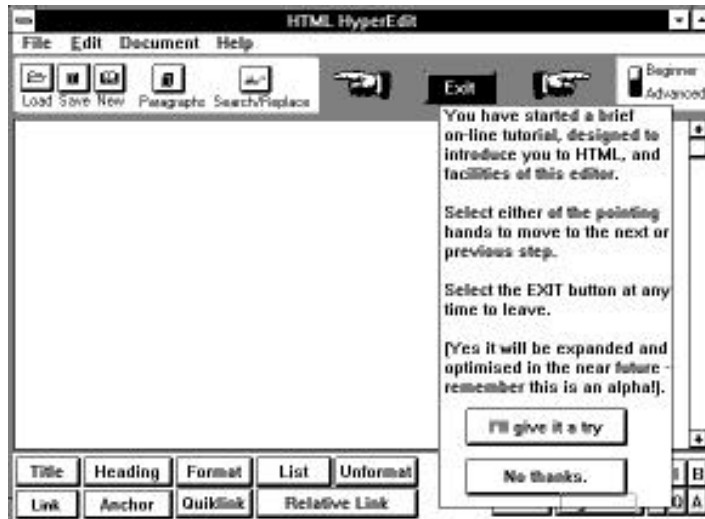 HTML HyperEdit
File Edit Document Help
Load Save New Paragraphs Search/Replace
Exit
Beginner
Advanced
You have started a brief
on-line tutorial, designed to
introduce you to HTML, and
facilities of this editor.
Select either of the pointing
hands to move to the next or
previous step.
Select the EXIT button at any
time to leave.
(Yes it will be expanded and
optimised in the near future -
remember this is an alpha!).
I'll give it a try
No thanks.
Title Heading Format List Unformat I B
Link Anchor Quiklink Relative Link O A